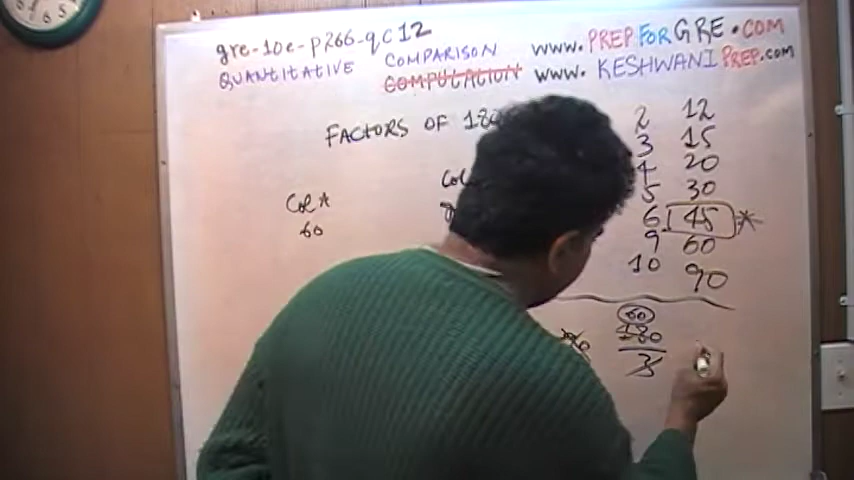 gre-10e-p266-qc12
QUANTITATIVE COMPARISON
COMPUTATION
www.PREPFORGRE.COM
www.KESHWANIPREP.com
FACTORS OF 180
Col A
60
Col
2 12
3 15
4 20
5 30
6 45 *
9 60
10 90
60
180
3